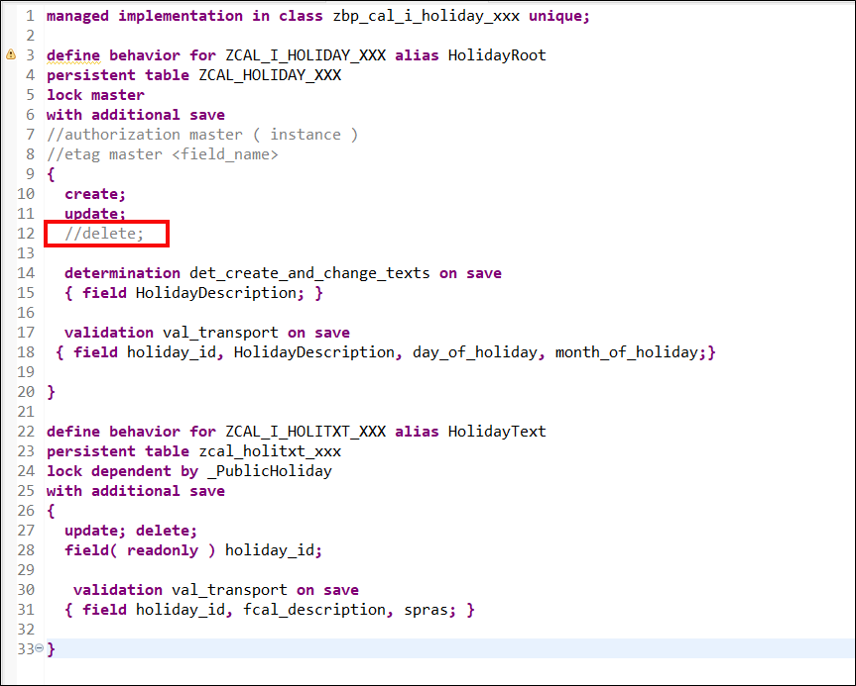 1 managed implementation in class zbp_cal_i_holiday_xxx unique;
2
3 define behavior for ZCAL_I_HOLIDAY_XXX alias HolidayRoot
4 persistent table ZCAL_HOLIDAY_XXX
5 lock master
6 with additional save
7 //authorization master ( instance )
8 //etag master <field_name>
9 {
10 create;
11 update;
12 //delete;
13
14 determination det_create_and_change_texts on save
15 { field HolidayDescription; }
16
17 validation val_transport on save
18 { field holiday_id, HolidayDescription, day_of_holiday, month_of_holiday;}
19
20 }
21
22 define behavior for ZCAL_I_HOLITXT_XXX alias HolidayText
23 persistent table zcal_holitxt_xxx
24 lock dependent by _PublicHoliday
25 with additional save
26 {
27 update; delete;
28 field( readonly ) holiday_id;
29
30 validation val_transport on save
31 { field holiday_id, fcal_description, spras; }
32
33 }